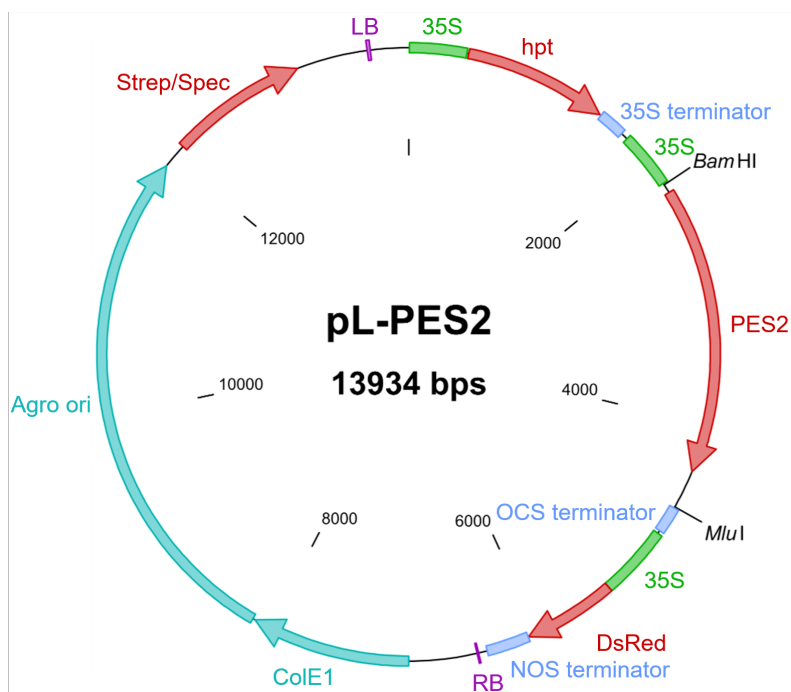 LB
35S
hpt
Strep/Spec
35S terminator
35S
BamHI
I
12000
2000
pL-PES2
13934 bps
PES2
10000
4000
Agro ori
OCS terminator
MluI
8000
6000
35S
DsRed
NOS terminator
ColE1
RB